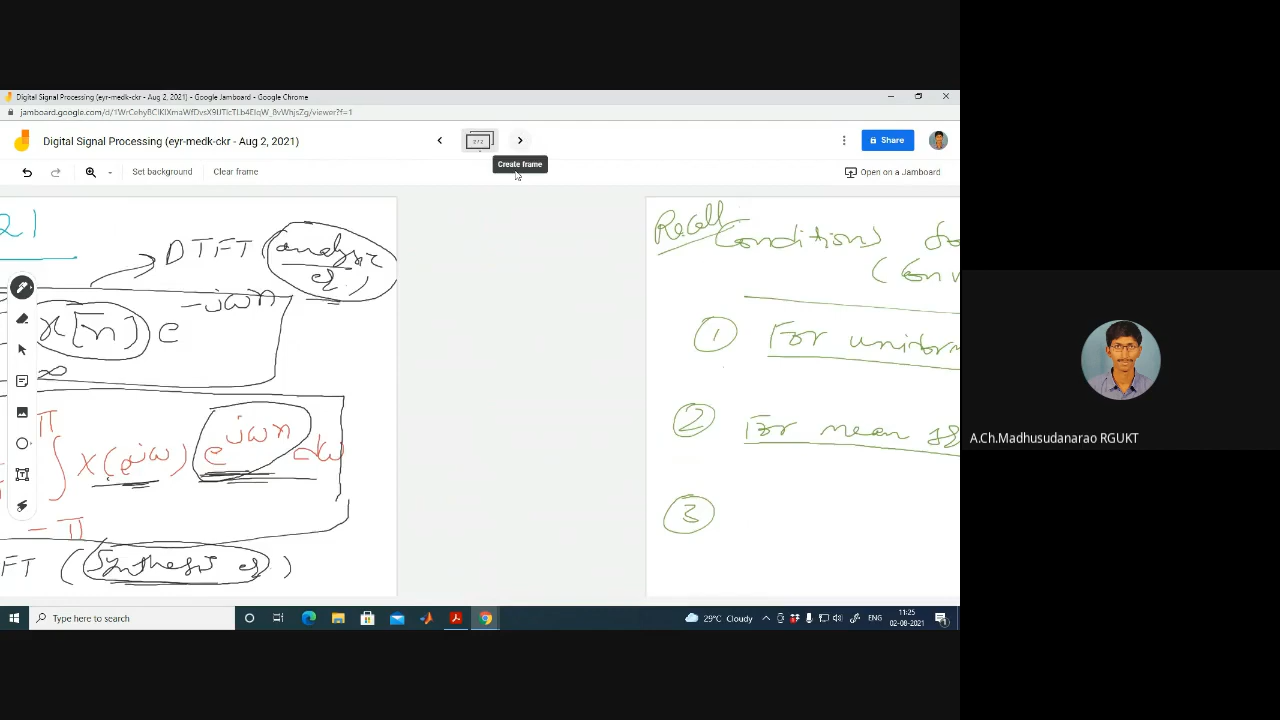 Digital Signal Processing (eyr-medk-ckr - Aug 2, 2021) - Google Jamboard - Google Chrome
Digital Signal Processing (eyr-medk-ckr - Aug 2, 2021)
2/2
Share
Create frame
Set background
Clear frame
Open on a Jamboard
21
DTFT (analysis
eq.)
x[n] e^{-jωn}
∞
π
∫ X(e^{jω}) e^{jωn} dω
-π
FT (Synthesis eq)
Recall Conditions
① For uniform
② For mean
③
A.Ch.Madhusudanarao RGUKT
Type here to search
29°C Cloudy
ENG
11:25
02-08-2021